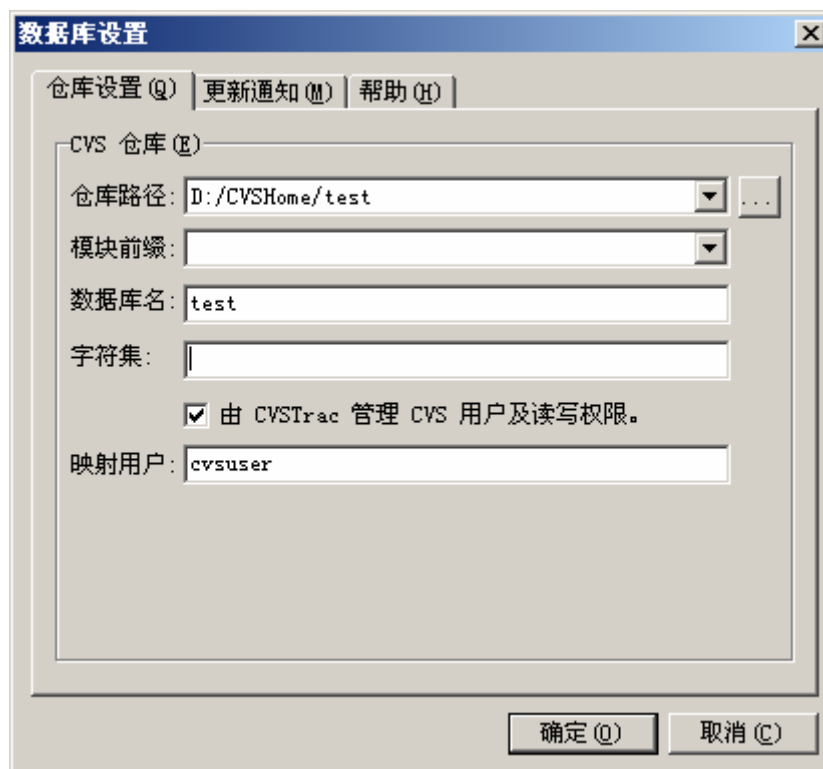 数据库设置
仓库设置(Q) 更新通知(M) 帮助(H)
CVS 仓库(E)
仓库路径: D:/CVSHome/test ...
模块前缀:
数据库名: test
字符集:
由 CVSTrac 管理 CVS 用户及读写权限。
映射用户: cvsuser
确定(O) 取消(C)